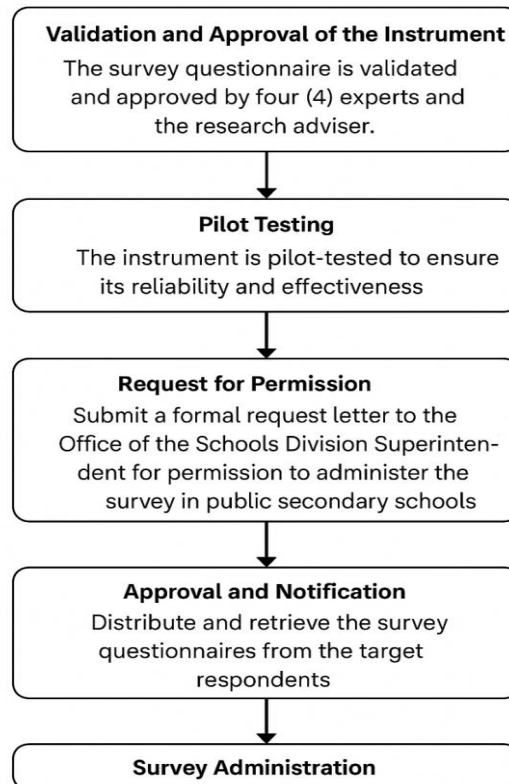 Validation and Approval of the Instrument
The survey questionnaire is validated
and approved by four (4) experts and
the research adviser.
Pilot Testing
The instrument is pilot-tested to ensure
its reliability and effectiveness
Request for Permission
Submit a formal request letter to the
Office of the Schools Division Superinten-
dent for permission to administer the
survey in public secondary schools
Approval and Notification
Distribute and retrieve the survey
questionnaires from the target
respondents
Survey Administration